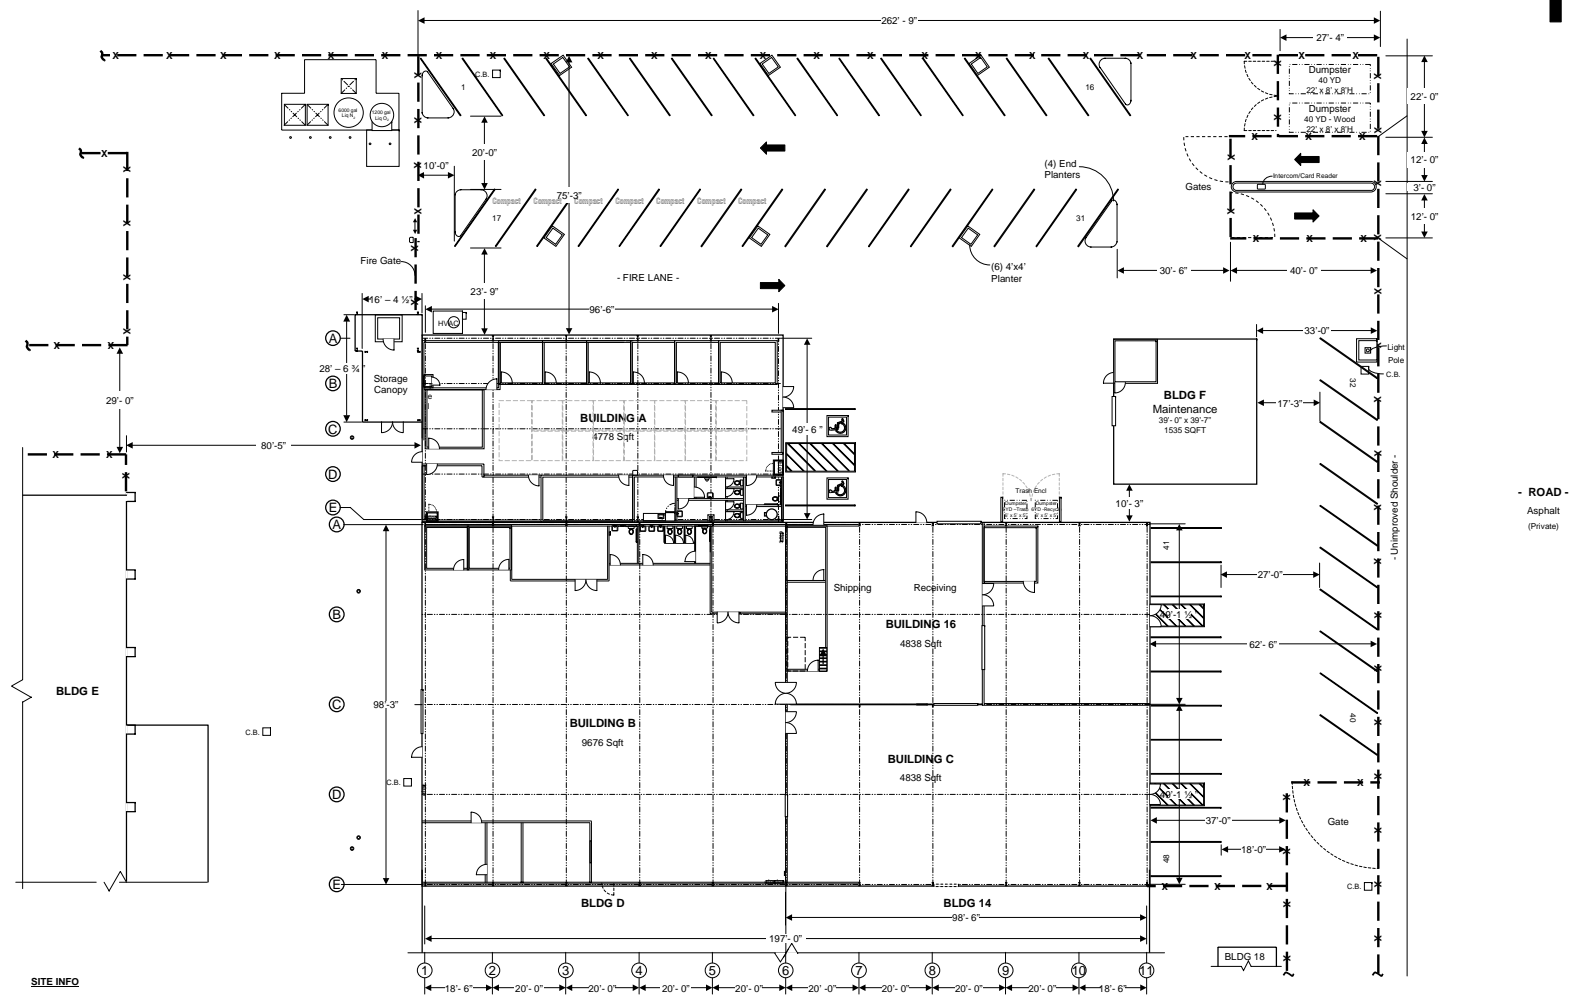 262' - 9"
27'- 4"
C.B.
1
16
Dumpster
40 YD
22' x 8' x 8'H
Dumpster
40 YD - Wood
22' x 8' x 8'H
22'- 0"
6000 gal
Liq N₂
20'-0"
10'-0"
75'-3"
(4) End
Planters
Gates
Intercom/Card Reader
12'- 0"
3'- 0"
12'- 0"
Compact
Compact
Compact
Compact
Compact
Compact
Compact
17
31
Fire Gate
- FIRE LANE -
(6) 4'x4'
Planter
30'- 6"
40'- 0"
23'- 9"
16' – 4 ½"
96'-6"
HVAC
33'-0"
Light
Pole
C.B.
32
A
28' – 6 ¾"
B
Storage
Canopy
29'- 0"
C
80'-5"
BUILDING A
4778 Sqft
49'- 6 "
BLDG F
Maintenance
39'- 0" x 39'-7"
1535 SQFT
17'-3"
D
E
A
Trash Encl
10'- 3"
- Unimproved Shoulder -
- ROAD -
Asphalt
(Private)
41
Shipping
Receiving
27'-0"
B
BUILDING 16
4838 Sqft
62'- 6"
BLDG E
C
98'-3"
C.B.
BUILDING B
9676 Sqft
40
BUILDING C
4838 Sqft
C.B.
D
37'-0"
Gate
18'-0"
48
E
C.B.
BLDG D
BLDG 14
98'- 6"
197'- 0"
BLDG 18
1
2
3
4
5
6
7
8
9
10
11
SITE INFO
18'- 6"
20'- 0"
20'- 0"
20'- 0"
20'- 0"
20' -0"
20'- 0"
20'- 0"
20'- 0"
18'- 6"